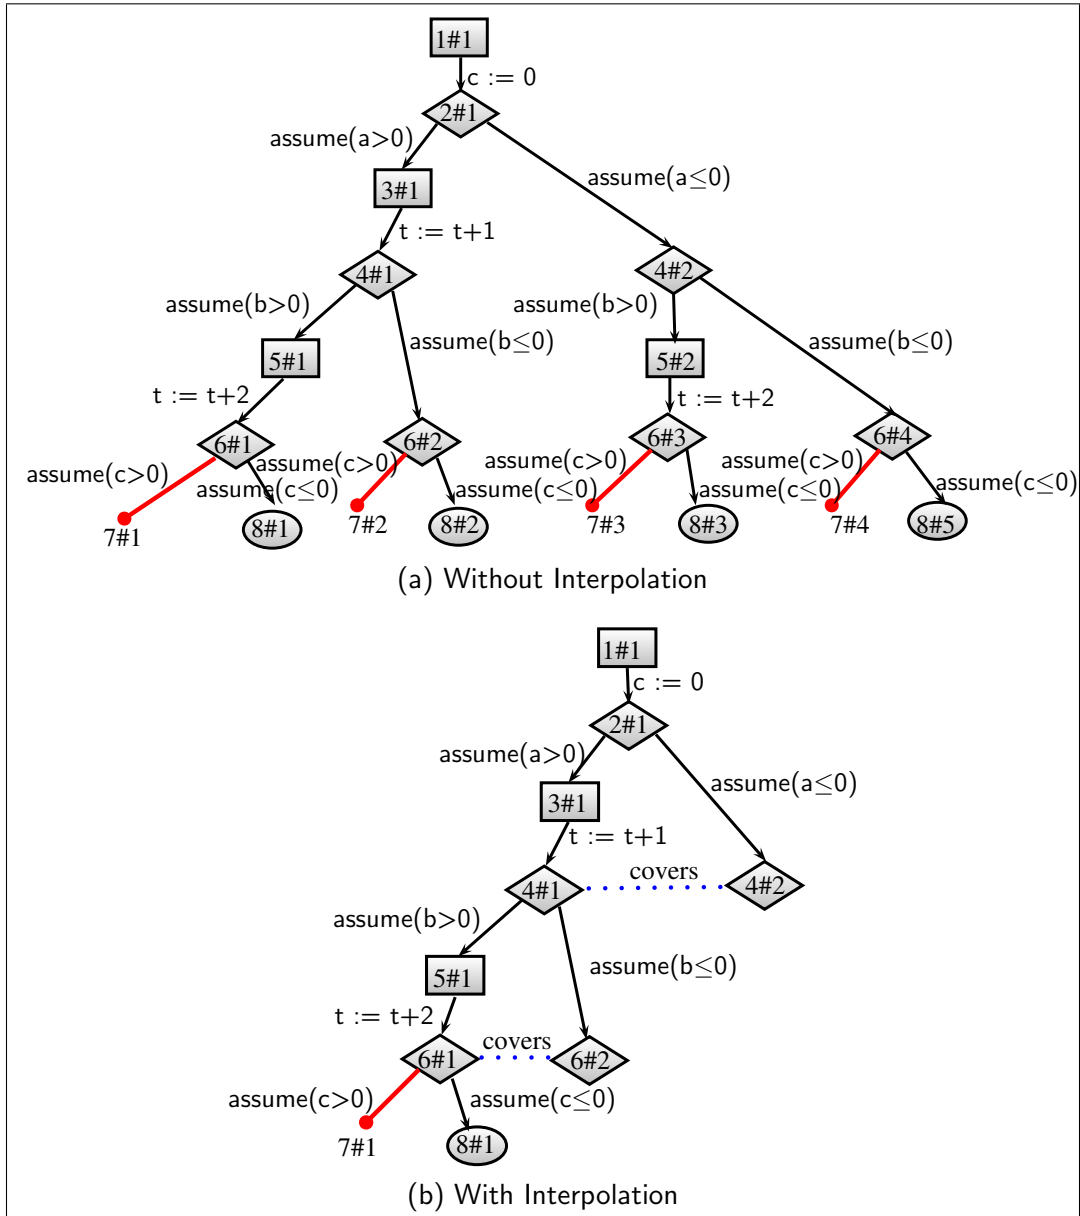 1#1
c := 0
2#1
assume(a>0)
assume(a≤0)
3#1
t := t+1
4#1
4#2
assume(b>0)
assume(b≤0)
assume(b>0)
assume(b≤0)
5#1
5#2
t := t+2
t := t+2
6#1
6#2
6#3
6#4
assume(c>0)
assume(c≤0)
assume(c>0)
assume(c≤0)
assume(c>0)
assume(c≤0)
assume(c>0)
assume(c≤0)
7#1
8#1
7#2
8#2
7#3
8#3
7#4
8#5
(a) Without Interpolation
1#1
c := 0
2#1
assume(a>0)
assume(a≤0)
3#1
t := t+1
4#1
covers
4#2
assume(b>0)
assume(b≤0)
5#1
t := t+2
6#1
covers
6#2
assume(c>0)
assume(c≤0)
7#1
8#1
(b) With Interpolation